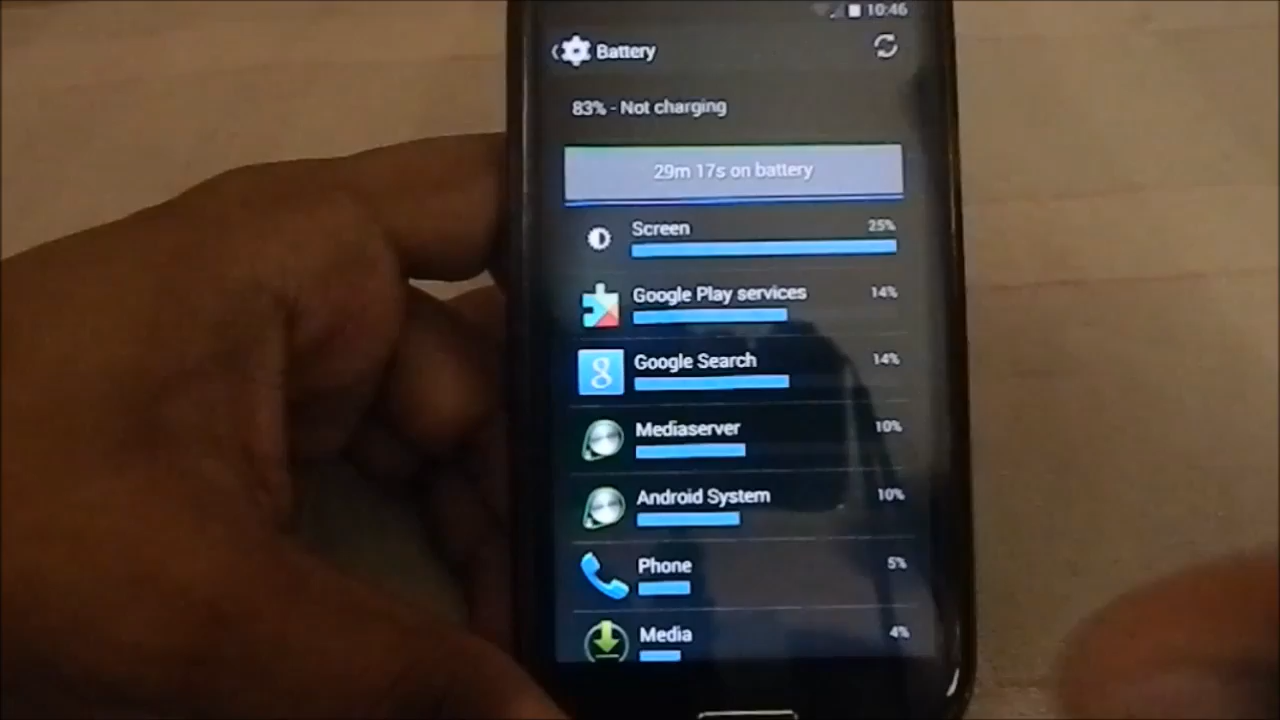 10:46
Battery
83% - Not charging
29m 17s on battery
Screen 25%
Google Play services 14%
8 Google Search 14%
Mediaserver 10%
Android System 10%
Phone 5%
Media 4%